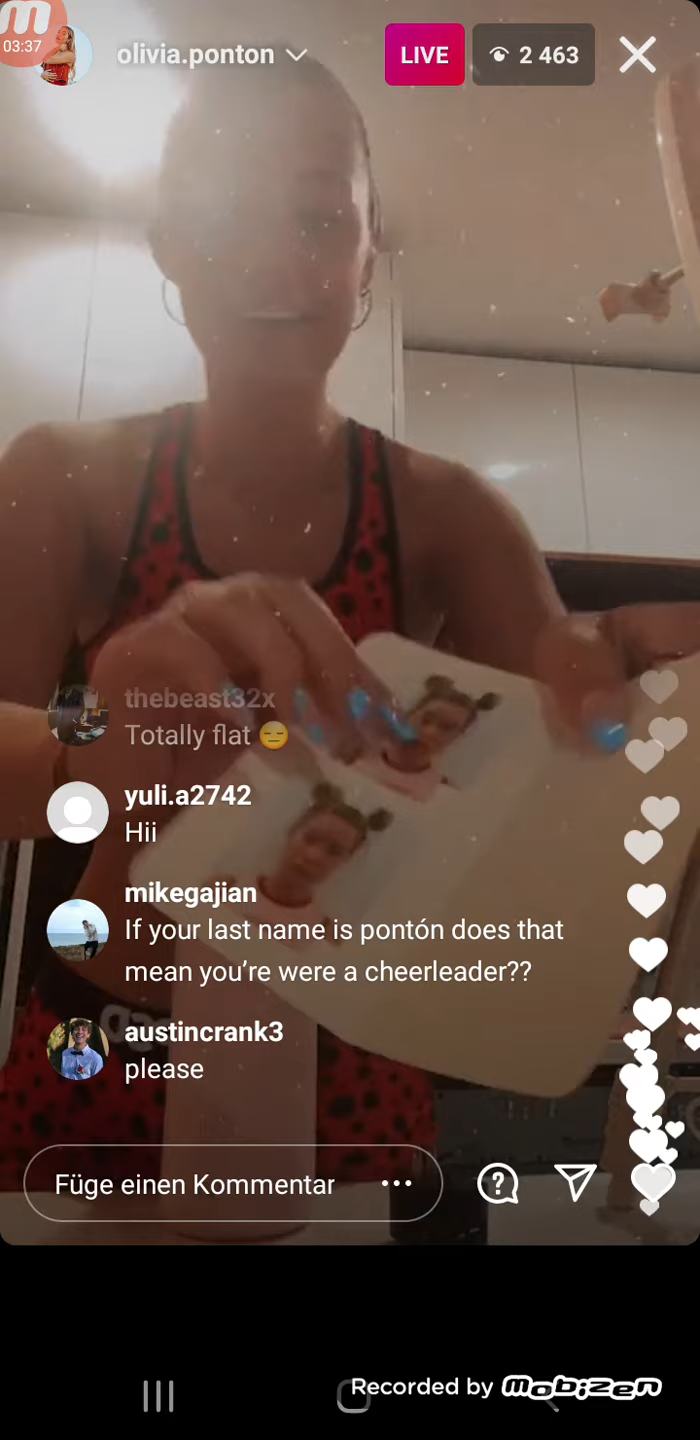 03:37
olivia.ponton
LIVE
2 463
thebeast32x
Totally flat 😑
yuli.a2742
Hii
mikegajian
If your last name is pontón does that
mean you’re were a cheerleader??
austincrank3
please
Füge einen Kommentar
Recorded by mobizen